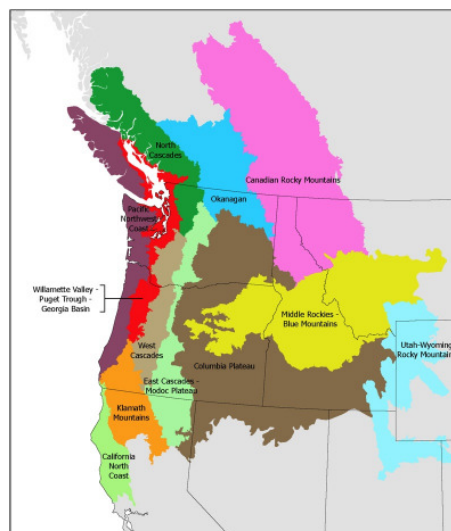 North
Cascades
Canadian Rocky Mountains
Okanagan
Pacific
Northwest
Coast
Willamette Valley -
Puget Trough -
Georgia Basin
Middle Rockies -
Blue Mountains
Utah-Wyoming
Rocky Mountains
West
Cascades
Columbia Plateau
East Cascades -
Modoc Plateau
Klamath
Mountains
California
North
Coast